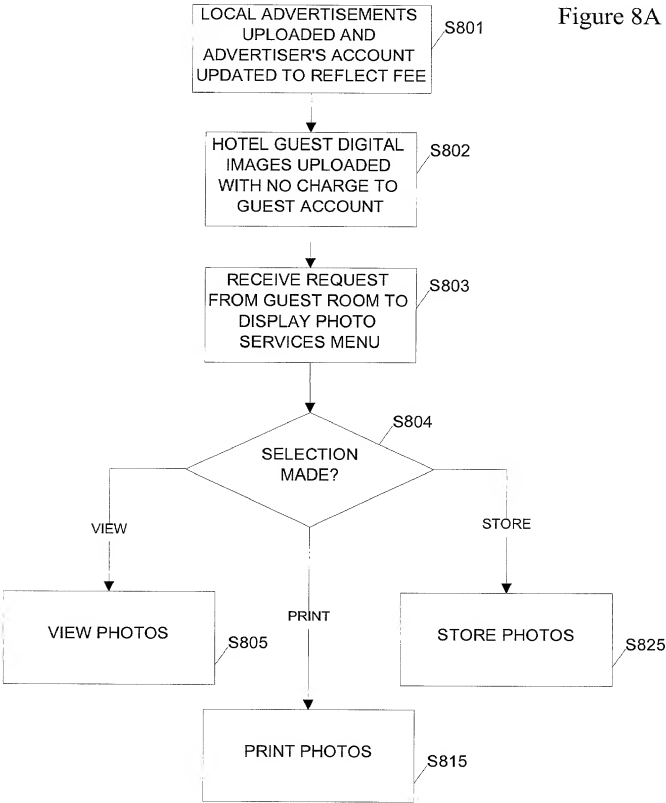 Figure 8A
LOCAL ADVERTISEMENTS
UPLOADED AND
ADVERTISER'S ACCOUNT
UPDATED TO REFLECT FEE
S801
HOTEL GUEST DIGITAL
IMAGES UPLOADED
WITH NO CHARGE TO
GUEST ACCOUNT
S802
RECEIVE REQUEST
FROM GUEST ROOM TO
DISPLAY PHOTO
SERVICES MENU
S803
SELECTION
MADE?
S804
VIEW
STORE
PRINT
VIEW PHOTOS
S805
STORE PHOTOS
S825
PRINT PHOTOS
S815